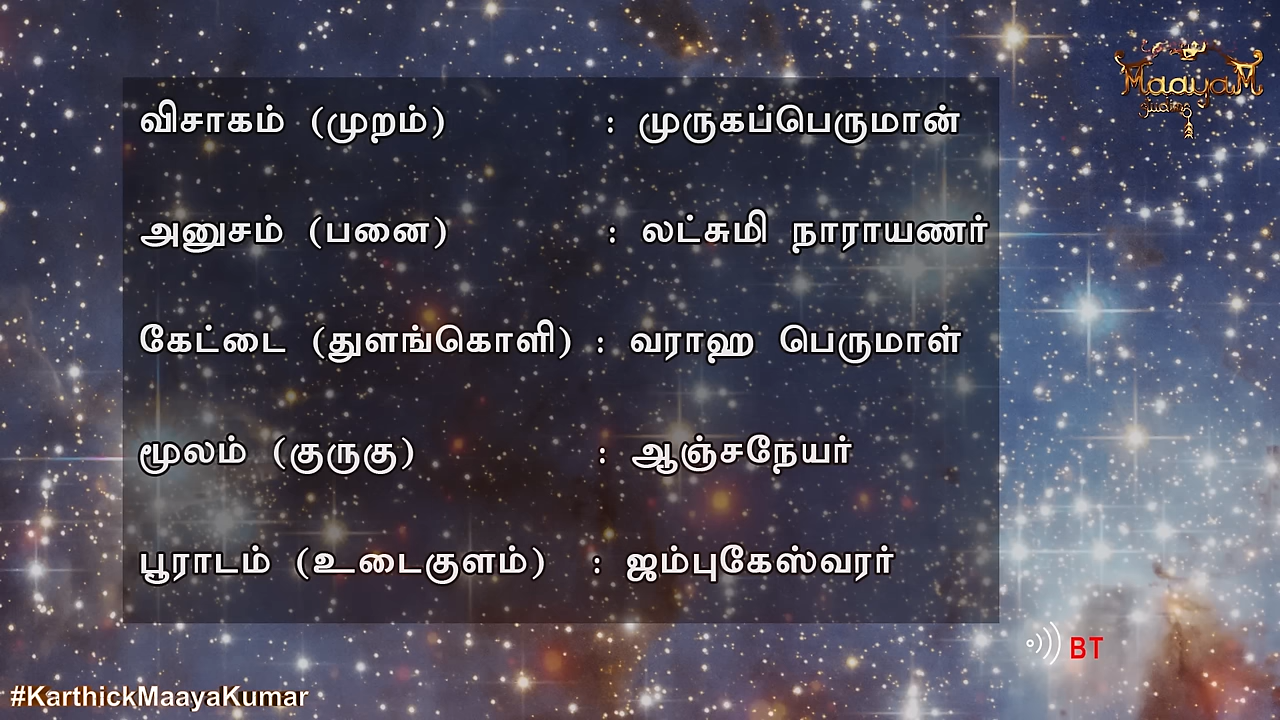 விசாகம் (முறம்) : முருகப்பெருமான்
அனுசம் (பனை) : லட்சுமி நாராயணர்
கேட்டை (துளங்கொளி) : வராஹ பெருமாள்
மூலம் (குருகு) : ஆஞ்சநேயர்
பூராடம் (உடைகுளம்) : ஜம்புகேஸ்வரர்
MaayaM
BT
#KarthickMaayaKumar